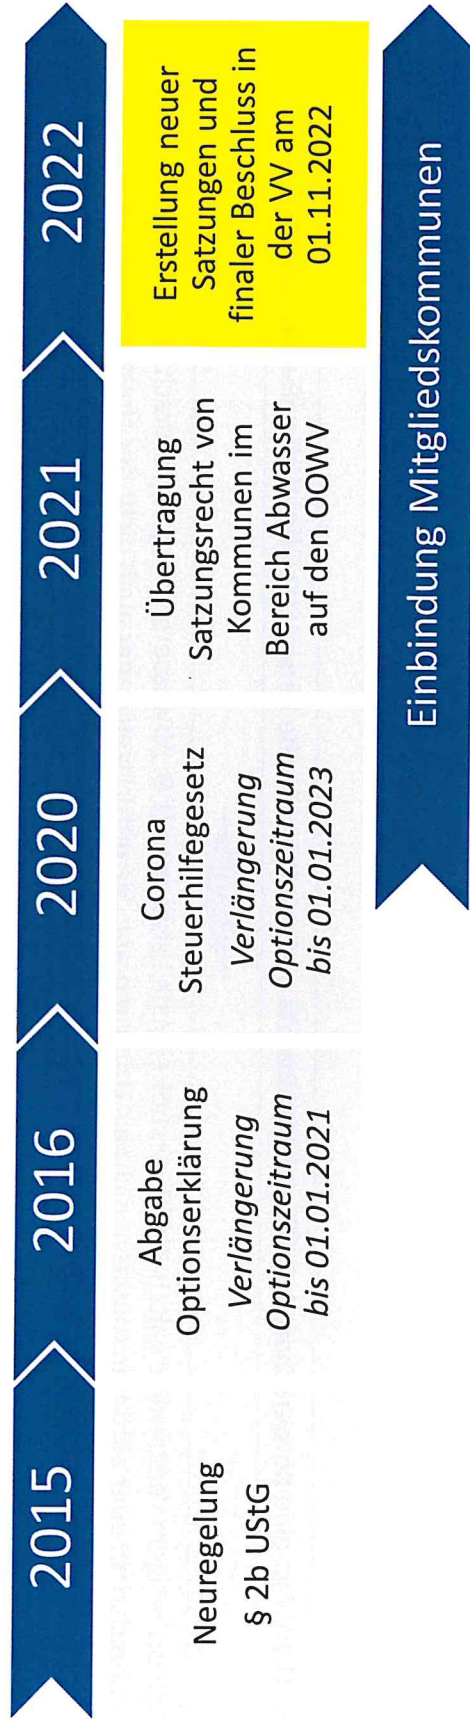 2015
2016
2020
2021
2022
Neuregelung
§ 2b UStG
Abgabe
Optionserklärung
Verlängerung
Optionszeitraum
bis 01.01.2021
Corona
Steuerhilfegesetz
Verlängerung
Optionszeitraum
bis 01.01.2023
Übertragung
Satzungsrecht von
Kommunen im
Bereich Abwasser
auf den OOWV
Erstellung neuer
Satzungen und
finaler Beschluss in
der VV am
01.11.2022
Einbindung Mitgliedskommunen